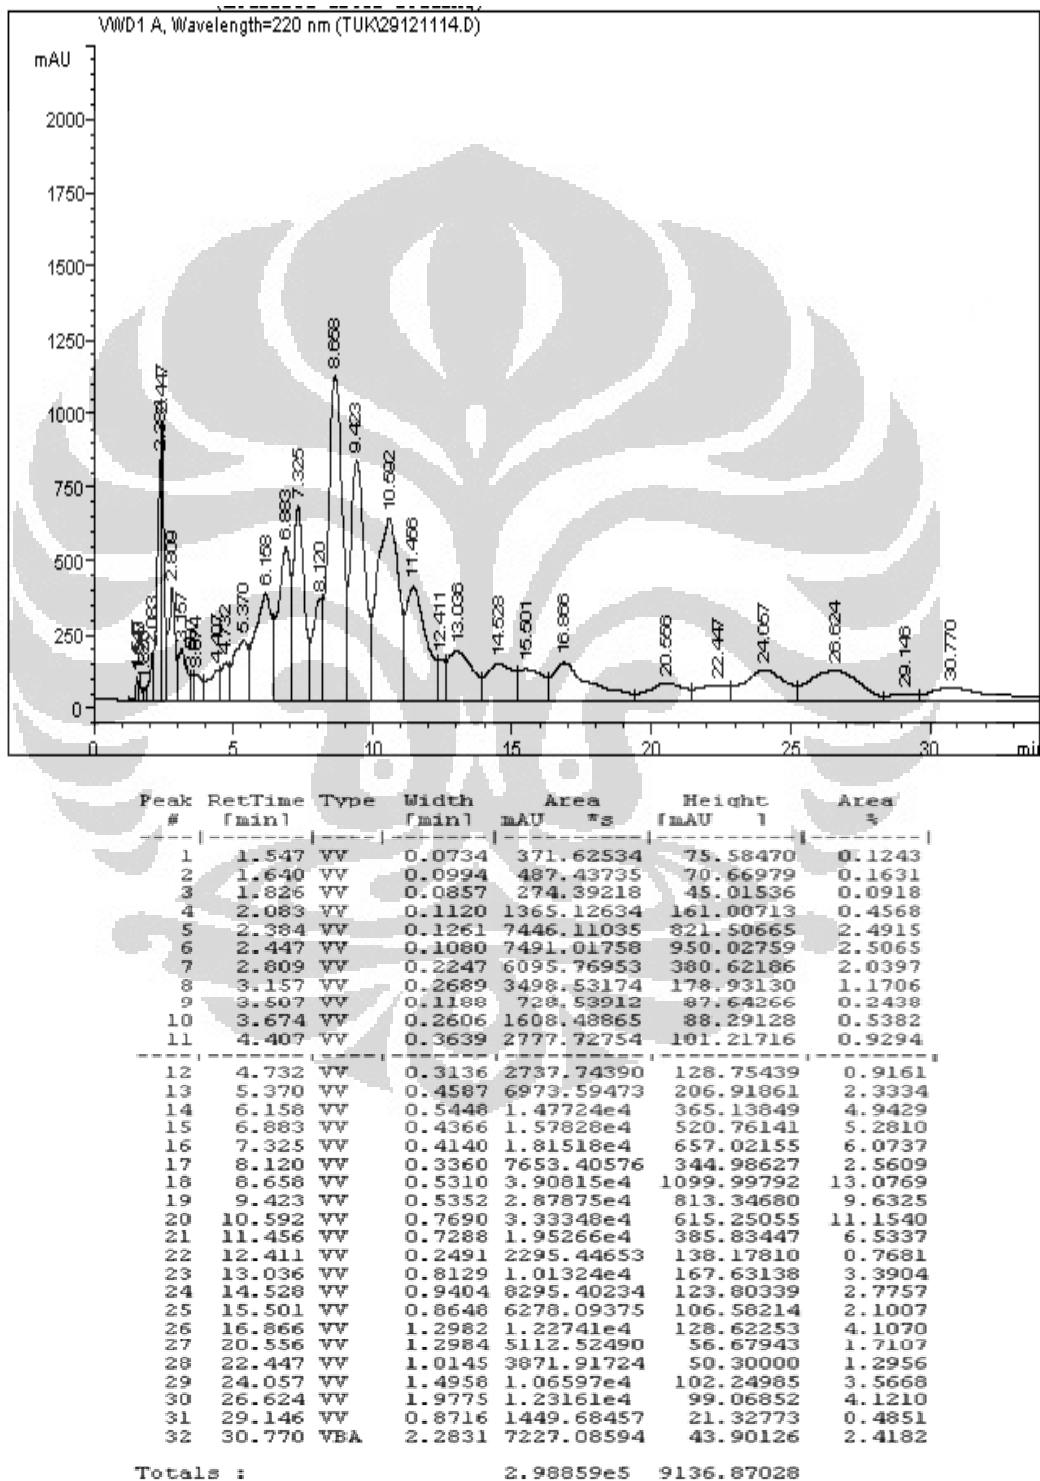 VWD1 A, Wavelength=220 nm (TUK\29121114.D)
mAU
2000
1750
1500
1250
1000
750
500
250
0
2.083
2.447
2.809
3.157
4.732
5.370
6.158
6.883
7.325
8.120
8.658
9.423
10.592
11.456
12.411
13.036
14.528
15.501
16.866
20.556
22.447
24.057
26.624
29.146
30.770
0 5 10 15 20 25 30
Peak RetTime Type Width Area Height Area
# [min] [min] mAU *s [mAU ] %
----|-------|----|-------|----------|----------|--------|
1 1.547 VV 0.0734 371.62534 75.58470 0.1243
2 1.640 VV 0.0994 487.43735 70.66979 0.1631
3 1.826 VV 0.0857 274.39218 45.01536 0.0918
4 2.083 VV 0.1120 1365.12634 161.00713 0.4568
5 2.384 VV 0.1261 7446.11035 821.50665 2.4915
6 2.447 VV 0.1080 7491.01758 950.02759 2.5065
7 2.809 VV 0.2247 6095.76953 380.62186 2.0397
8 3.157 VV 0.2689 3498.53174 178.93130 1.1706
9 3.507 VV 0.1188 728.53912 87.64266 0.2438
10 3.674 VV 0.2606 1608.48865 88.29128 0.5382
11 4.407 VV 0.3639 2777.72754 101.21716 0.9294
----|-------|----|-------|----------|----------|--------|
12 4.732 VV 0.3136 2737.74390 128.75439 0.9161
13 5.370 VV 0.4587 6973.59473 206.91861 2.3334
14 6.158 VV 0.5448 1.47724e4 365.13849 4.9429
15 6.883 VV 0.4366 1.57828e4 520.76141 5.2810
16 7.325 VV 0.4140 1.81518e4 657.02155 6.0737
17 8.120 VV 0.3360 7653.40576 344.98627 2.5609
18 8.658 VV 0.5310 3.90815e4 1099.99792 13.0769
19 9.423 VV 0.5352 2.87875e4 813.34680 9.6325
20 10.592 VV 0.7690 3.33348e4 615.25055 11.1540
21 11.456 VV 0.7288 1.95266e4 385.83447 6.5337
22 12.411 VV 0.2491 2295.44653 138.17810 0.7681
23 13.036 VV 0.8129 1.01324e4 167.63138 3.3904
24 14.528 VV 0.9404 8295.40234 123.80339 2.7757
25 15.501 VV 0.8648 6278.09375 106.58214 2.1007
26 16.866 VV 1.2982 1.22741e4 128.62253 4.1070
27 20.556 VV 1.2984 5112.52490 56.67943 1.7107
28 22.447 VV 1.0145 3871.91724 50.30000 1.2956
29 24.057 VV 1.4958 1.06597e4 102.24985 3.5668
30 26.624 VV 1.9775 1.23161e4 99.06852 4.1210
31 29.146 VV 0.8716 1449.68457 21.32773 0.4851
32 30.770 VBA 2.2831 7227.08594 43.90126 2.4182
Totals : 2.98859e5 9136.87028